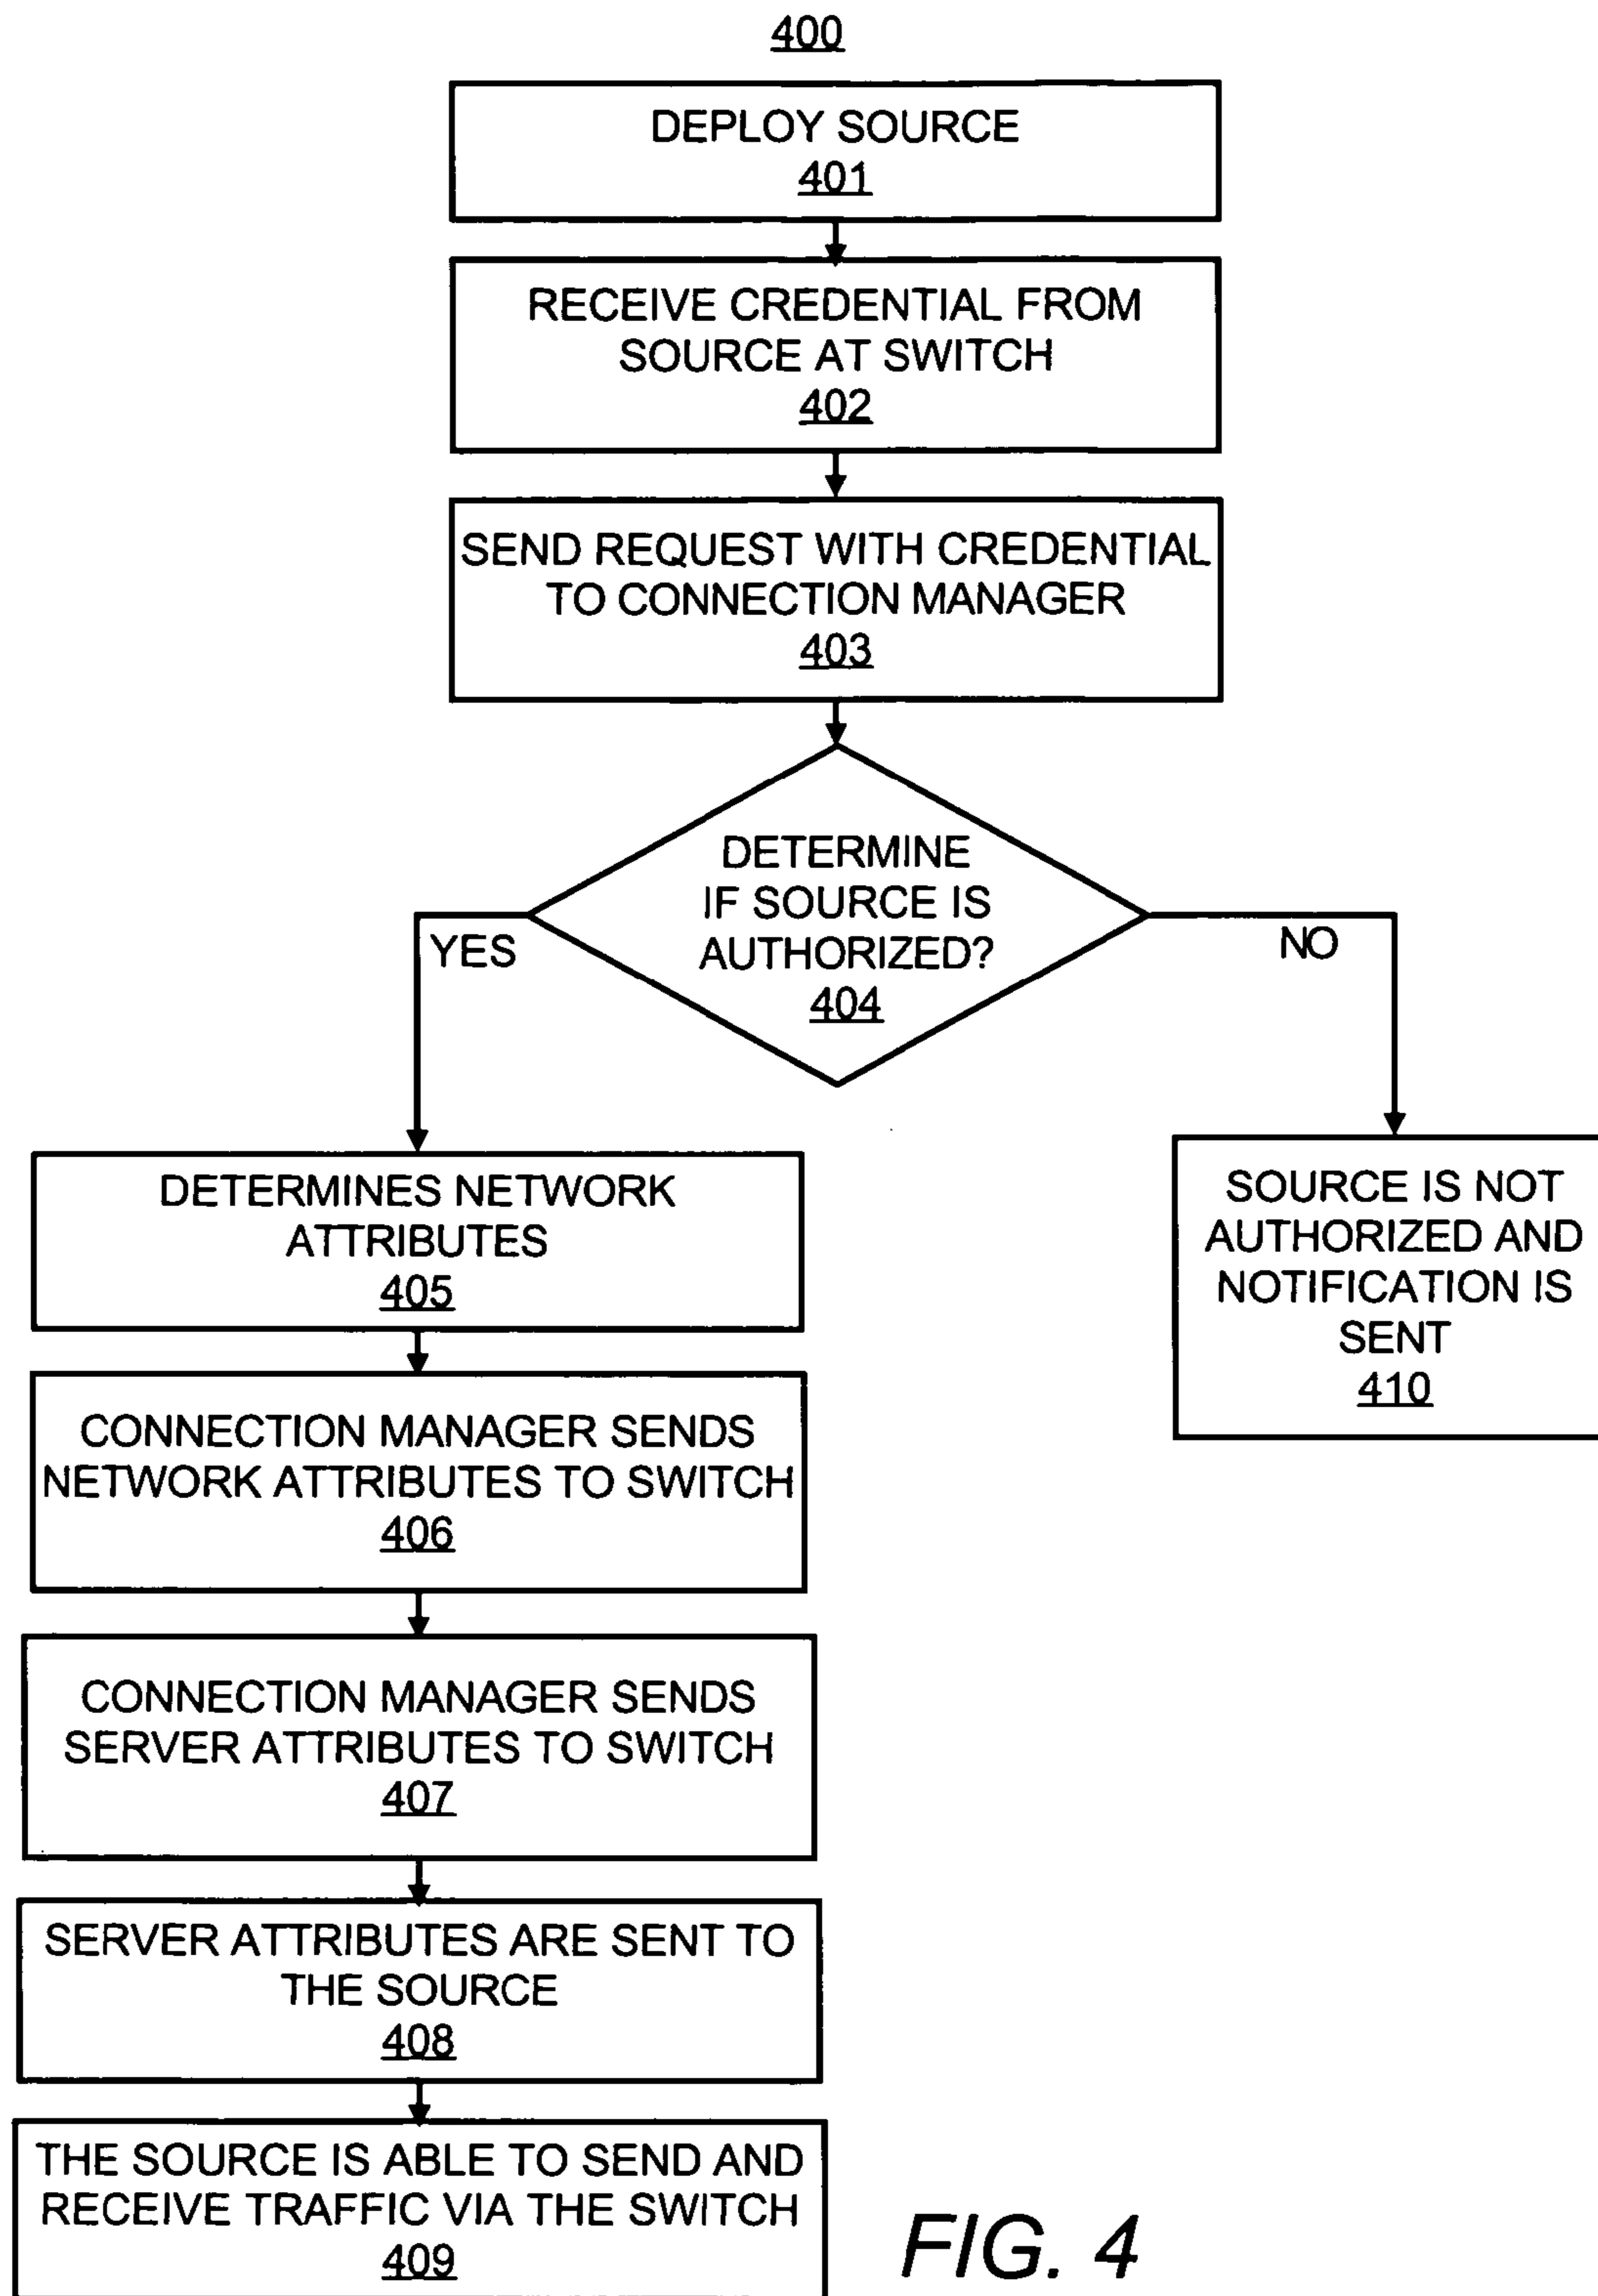 400
DEPLOY SOURCE
401
RECEIVE CREDENTIAL FROM
SOURCE AT SWITCH
402
SEND REQUEST WITH CREDENTIAL
TO CONNECTION MANAGER
403
DETERMINE
IF SOURCE IS
AUTHORIZED?
404
YES
NO
DETERMINES NETWORK
ATTRIBUTES
405
SOURCE IS NOT
AUTHORIZED AND
NOTIFICATION IS
SENT
410
CONNECTION MANAGER SENDS
NETWORK ATTRIBUTES TO SWITCH
406
CONNECTION MANAGER SENDS
SERVER ATTRIBUTES TO SWITCH
407
SERVER ATTRIBUTES ARE SENT TO
THE SOURCE
408
THE SOURCE IS ABLE TO SEND AND
RECEIVE TRAFFIC VIA THE SWITCH
409
FIG. 4